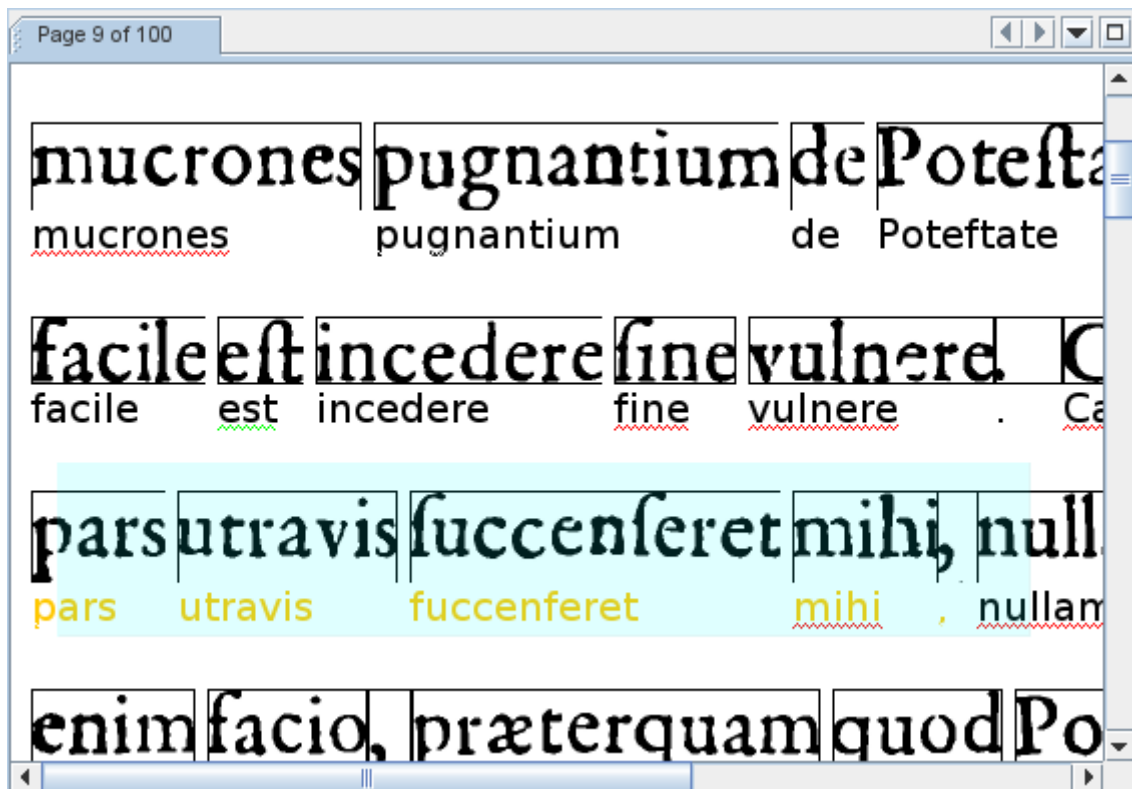 Page 9 of 100
mucrones pugnantium de Poteſta
mucrones pugnantium de Poteftate
facile eſt incedere ſine vulnere. C
facile est incedere fine vulnere . Ca
pars utravis ſuccenſeret mihi, null
pars utravis fuccenferet mihi , nullam
enim facio, præterquam quod Po